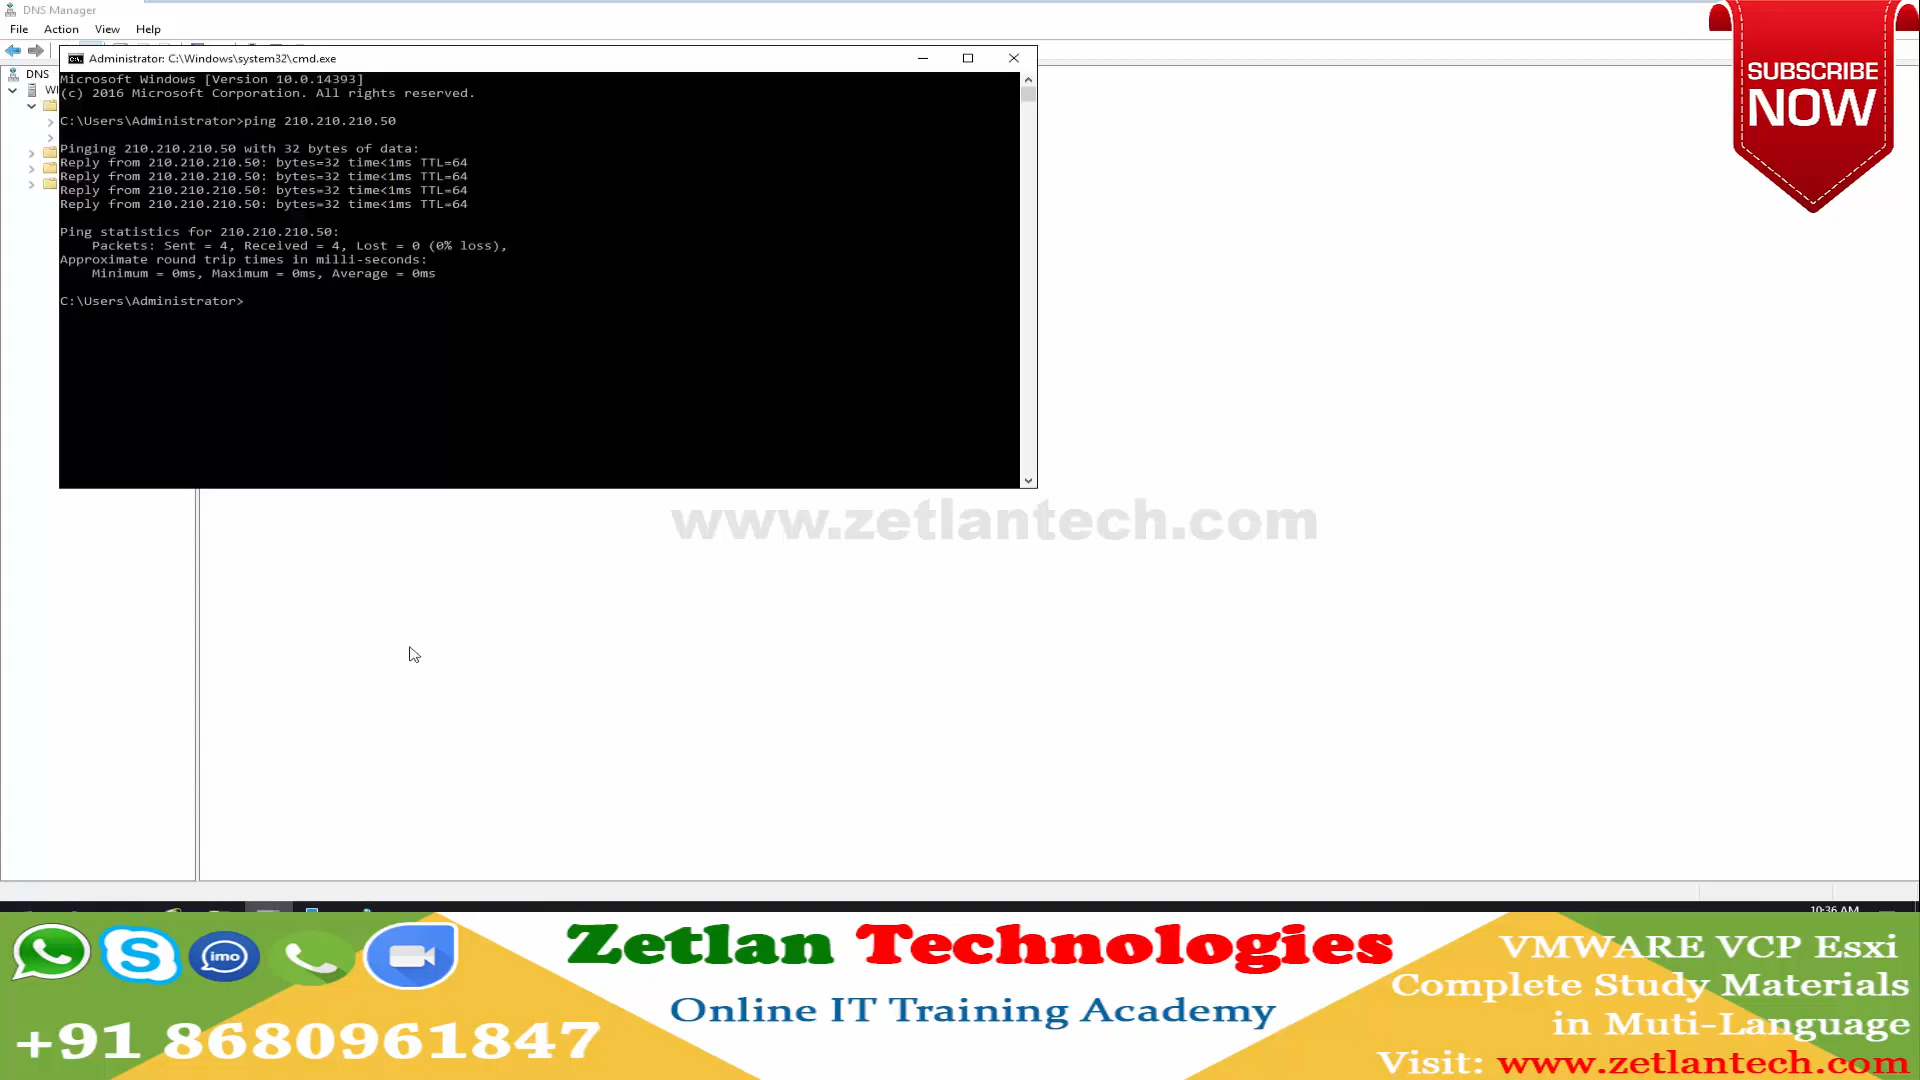 DNS Manager
File Action View Help
Administrator: C:\Windows\system32\cmd.exe
DNS
Microsoft Windows [Version 10.0.14393]
(c) 2016 Microsoft Corporation. All rights reserved.
C:\Users\Administrator>ping 210.210.210.50
Pinging 210.210.210.50 with 32 bytes of data:
Reply from 210.210.210.50: bytes=32 time<1ms TTL=64
Reply from 210.210.210.50: bytes=32 time<1ms TTL=64
Reply from 210.210.210.50: bytes=32 time<1ms TTL=64
Reply from 210.210.210.50: bytes=32 time<1ms TTL=64
Ping statistics for 210.210.210.50:
Packets: Sent = 4, Received = 4, Lost = 0 (0% loss),
Approximate round trip times in milli-seconds:
Minimum = 0ms, Maximum = 0ms, Average = 0ms
C:\Users\Administrator>
SUBSCRIBE
NOW
www.zetlantech.com
10:36 AM
imo
+91 8680961847
Zetlan Technologies
Online IT Training Academy
VMWARE VCP Esxi
Complete Study Materials
in Muti-Language
Visit: www.zetlantech.com